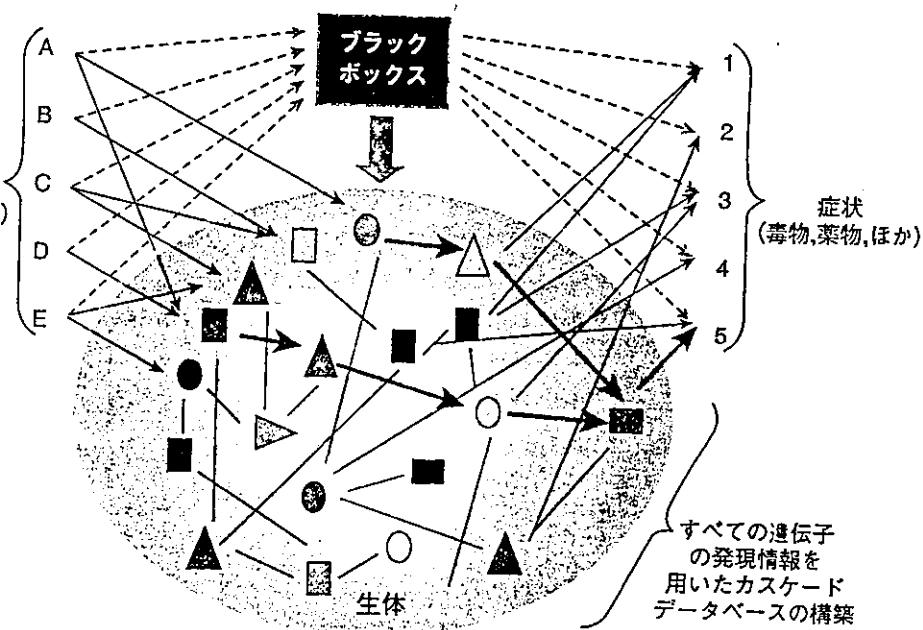 ブラック
ボックス
A
B
C
D
E
)
1
2
3
4
5
症状
(毒物,薬物,ほか)
生体
すべての遺伝子
の発現情報を
用いたカスケード
データベースの構築